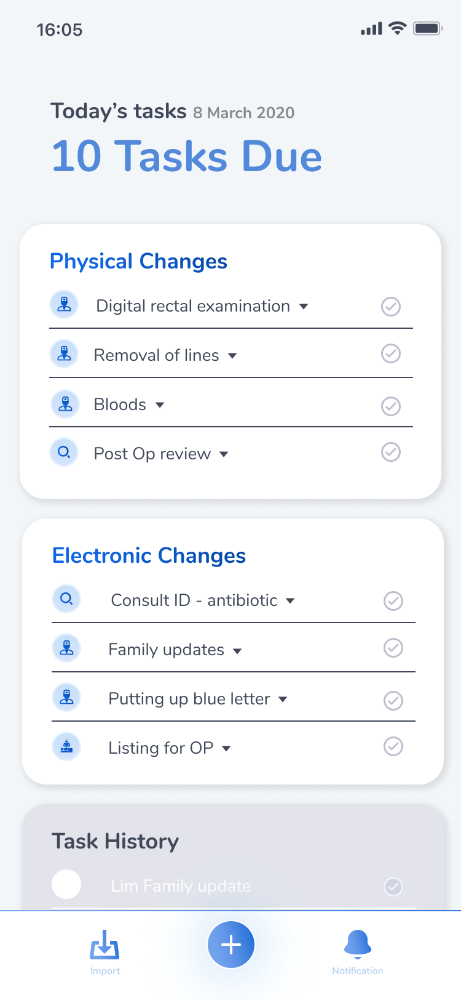 16:05
Today's tasks 8 March 2020
10 Tasks Due
Physical Changes
Digital rectal examination
Removal of lines
Bloods
Post Op review
Electronic Changes
Consult ID - antibiotic
Family updates
Putting up blue letter
Listing for OP
Task History
Lim Family update
Import
Notification